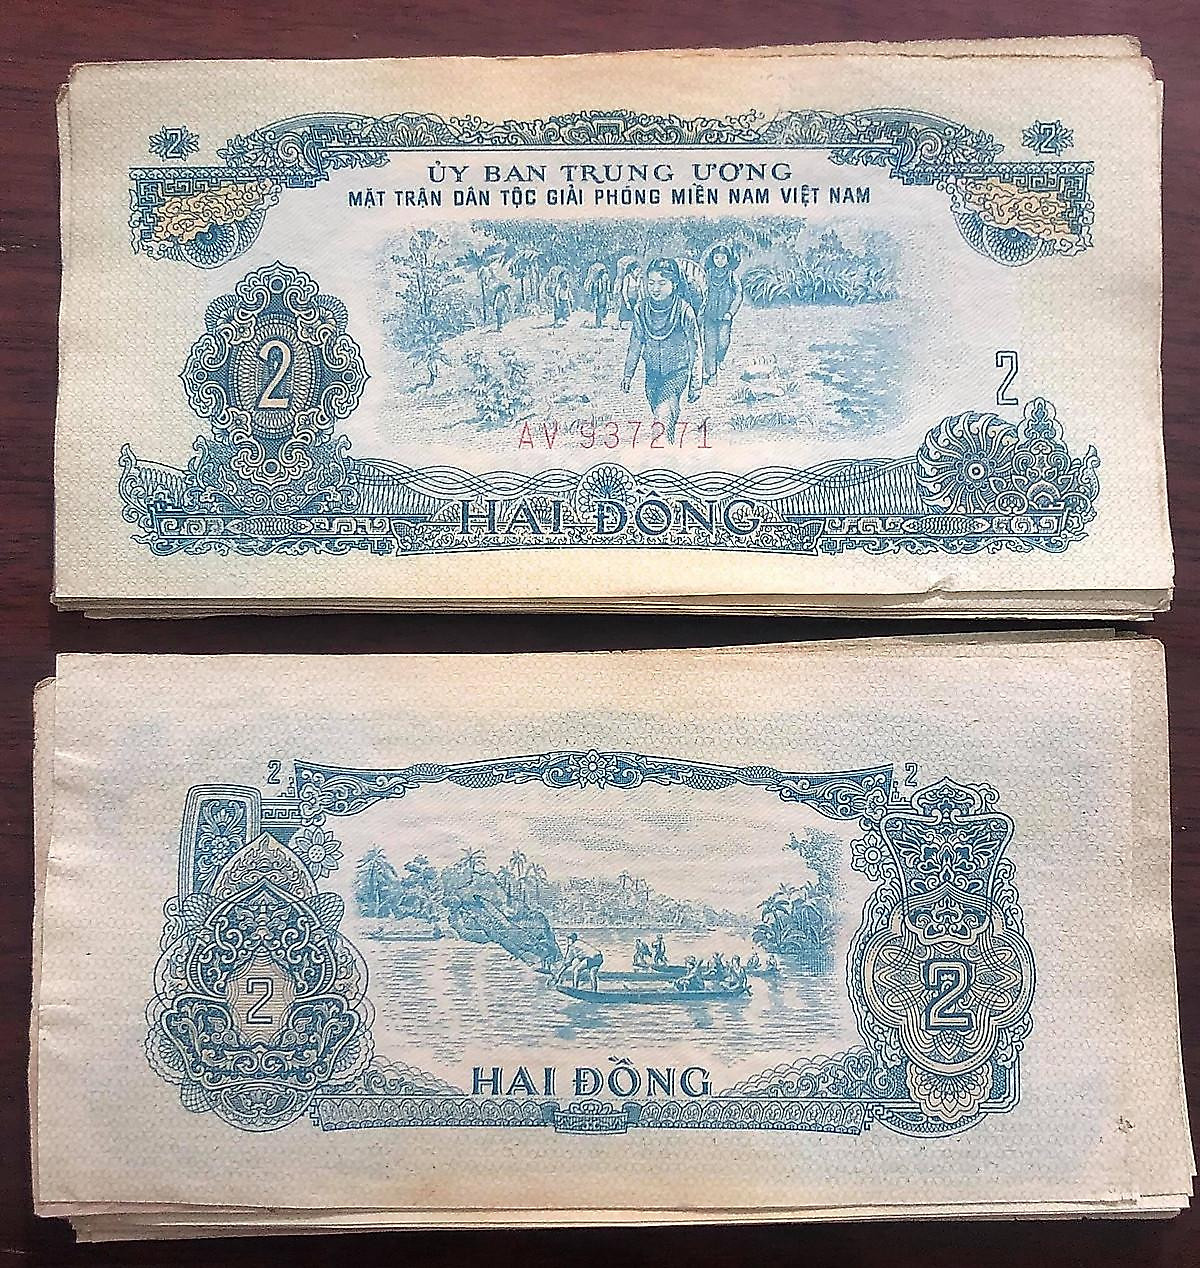 2 2
ỦY BAN TRUNG ƯƠNG
MẶT TRẬN DÂN TỘC GIẢI PHÓNG MIỀN NAM VIỆT NAM
2 2
AV 937271
HAI ĐỒNG
2 2
2 2
HAI ĐỒNG